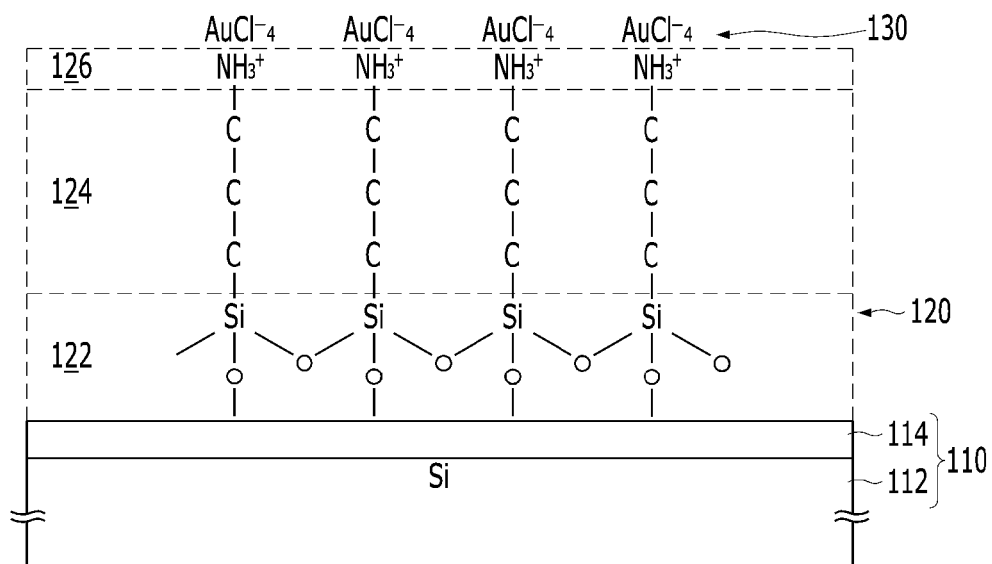 AuCl⁻₄ AuCl⁻₄ AuCl⁻₄ AuCl⁻₄ 130
126 NH₃⁺ NH₃⁺ NH₃⁺ NH₃⁺
C C C C
124 C C C C
C C C C
Si Si Si Si 120
122 O O O O
O O O O
114
110
Si 112